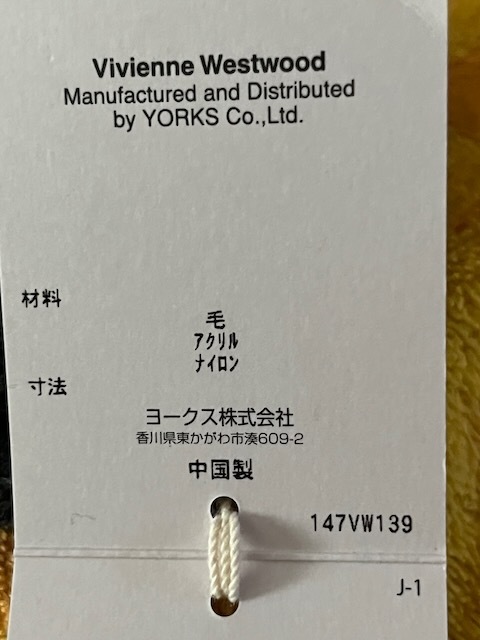 Vivienne Westwood
Manufactured and Distributed
by YORKS Co.,Ltd.
材料
毛
アクリル
ナイロン
寸法
ヨークス株式会社
香川県東かがわ市湊609-2
中国製
147VW139
J-1